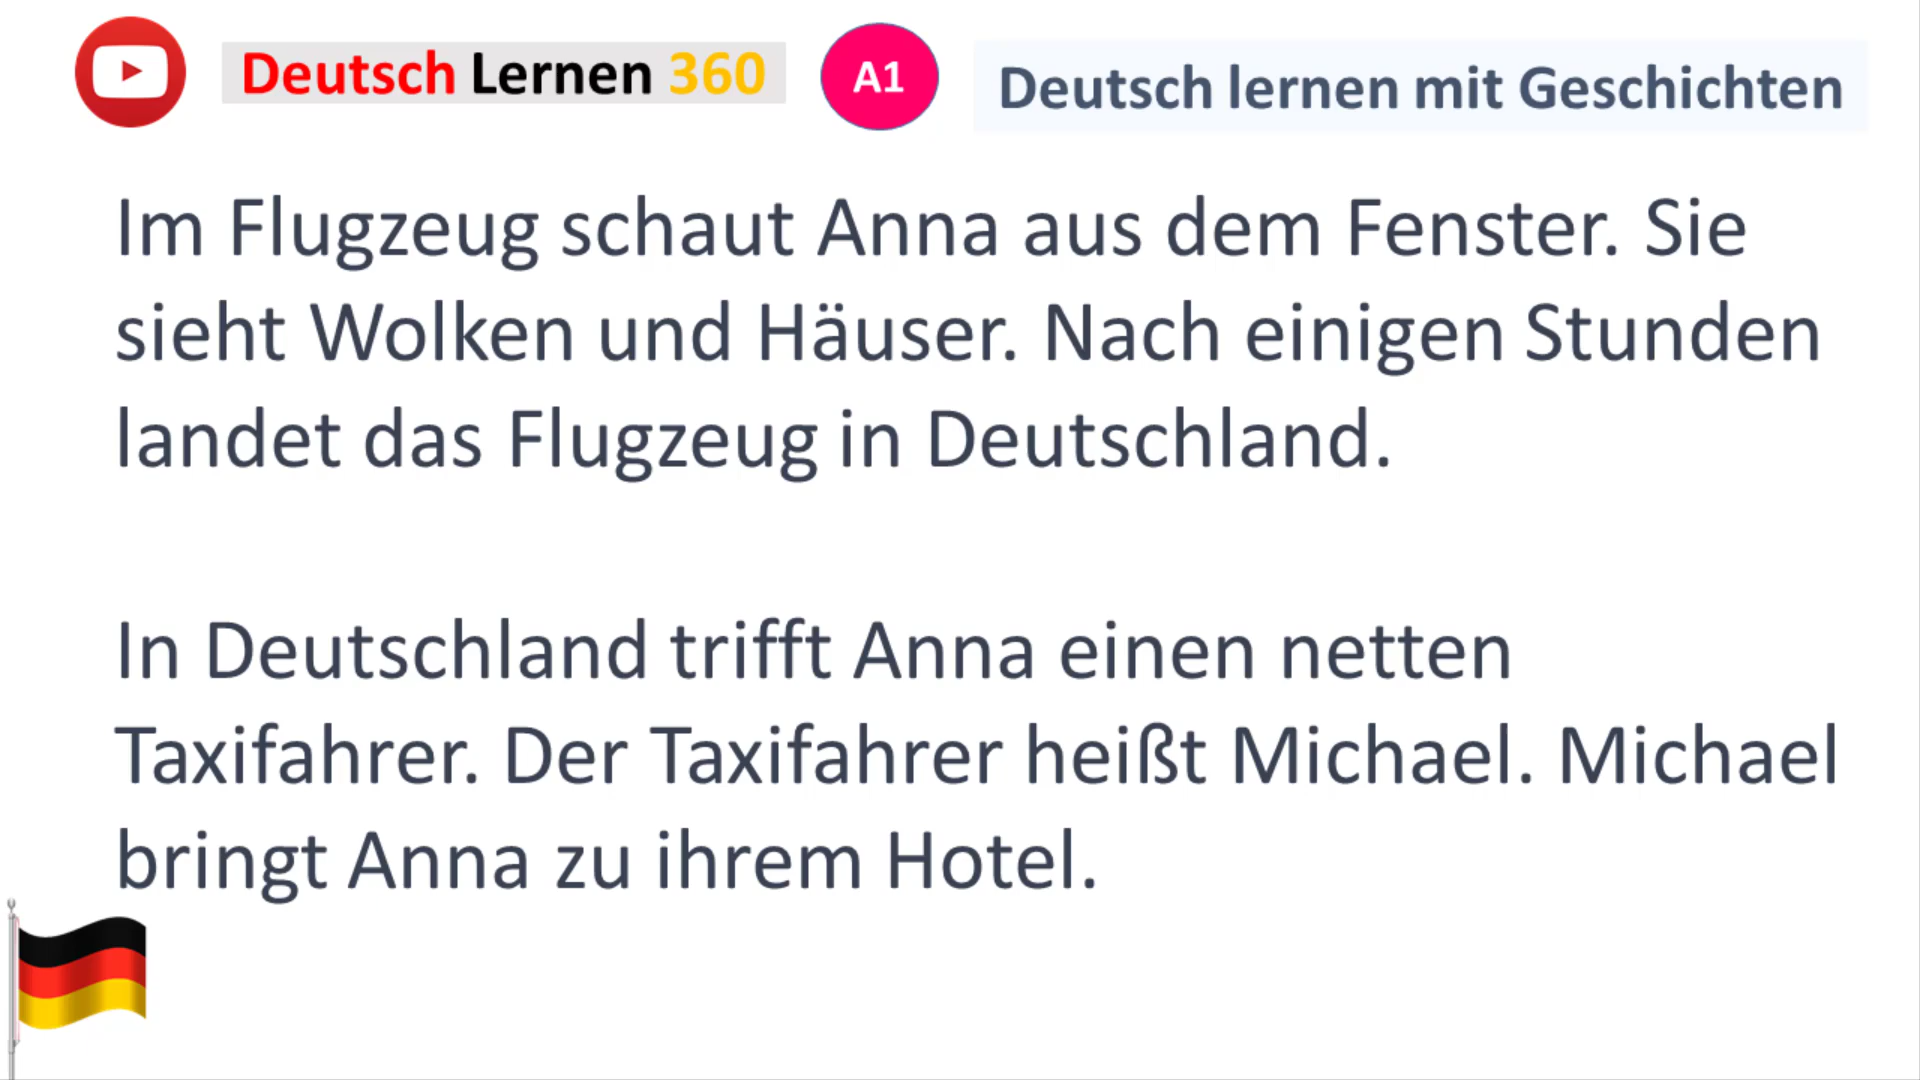 Deutsch Lernen 360
A1
Deutsch lernen mit Geschichten
Im Flugzeug schaut Anna aus dem Fenster. Sie
sieht Wolken und Häuser. Nach einigen Stunden
landet das Flugzeug in Deutschland.
In Deutschland trifft Anna einen netten
Taxifahrer. Der Taxifahrer heißt Michael. Michael
bringt Anna zu ihrem Hotel.